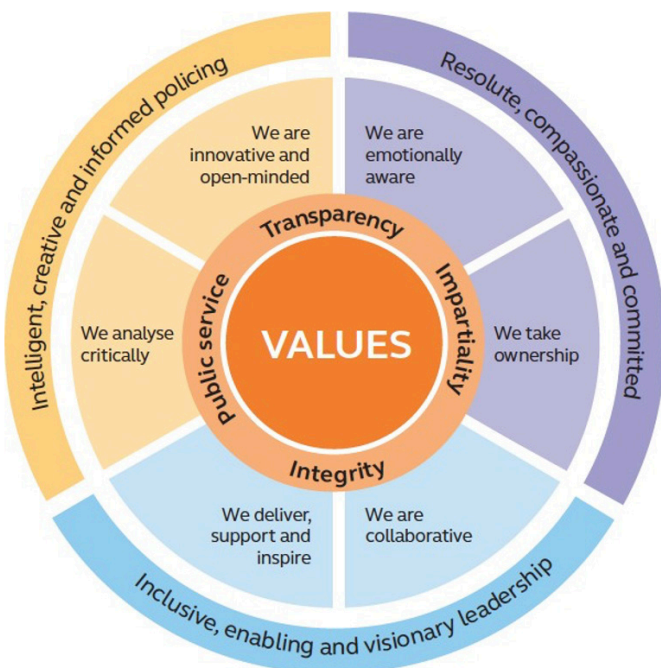 Intelligent, creative and informed policing
Resolute, compassionate and committed
Inclusive, enabling and visionary leadership
We are
innovative and
open-minded
We are
emotionally
aware
We analyse
critically
We take
ownership
We deliver,
support and
inspire
We are
collaborative
Transparency
Impartiality
Integrity
Public service
VALUES